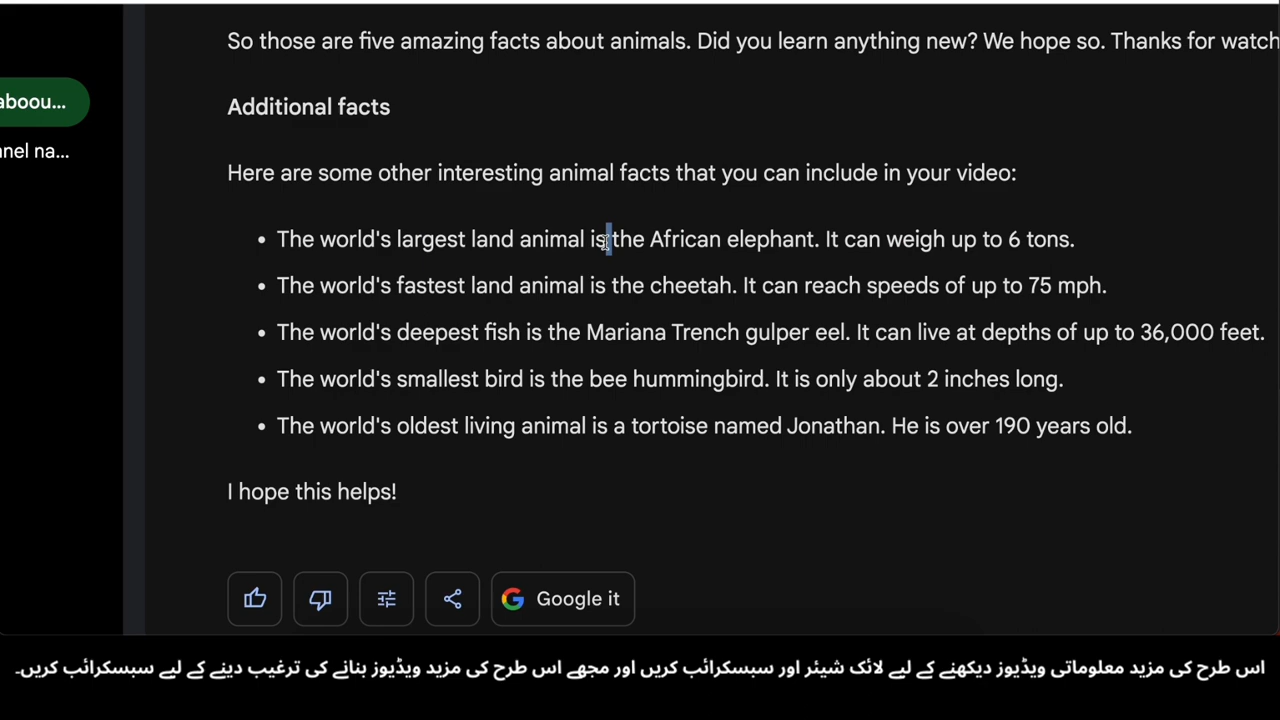 So those are five amazing facts about animals. Did you learn anything new? We hope so. Thanks for watch
aboou...
Additional facts
nnel na...
Here are some other interesting animal facts that you can include in your video:
• The world's largest land animal is the African elephant. It can weigh up to 6 tons.
• The world's fastest land animal is the cheetah. It can reach speeds of up to 75 mph.
• The world's deepest fish is the Mariana Trench gulper eel. It can live at depths of up to 36,000 feet.
• The world's smallest bird is the bee hummingbird. It is only about 2 inches long.
• The world's oldest living animal is a tortoise named Jonathan. He is over 190 years old.
I hope this helps!
Google it
اس طرح کی مزید معلوماتی ویڈیوز دیکھنے کے لیے لائک شیئر اور سبسکرائب کریں اور مجھے اس طرح کی مزید ویڈیوز بنانے کی ترغیب دینے کے لیے سبسکرائب کریں۔